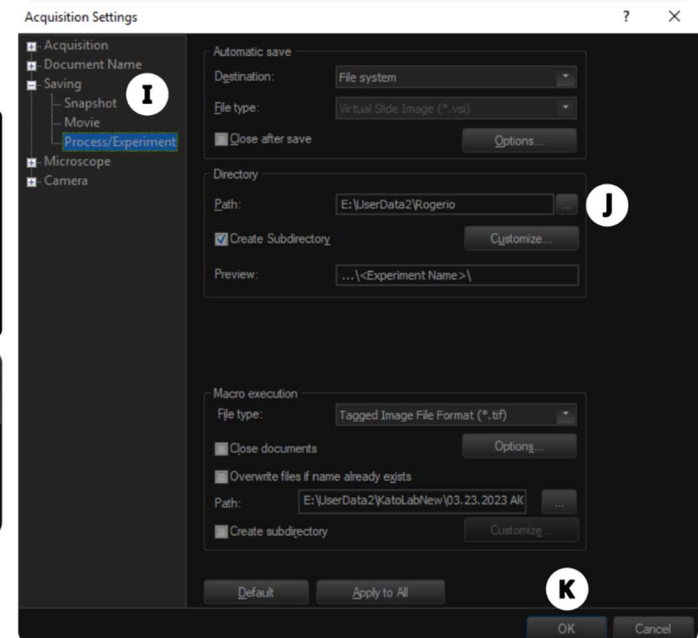 Acquisition Settings ? ×
Acquisition
Document Name
Saving
I
Snapshot
Movie
Process/Experiment
Microscope
Camera
Automatic save
Destination: File system
File type: Virtual Slide Image (*.vsi)
Close after save Options...
Directory
Path: E:\UserData2\Rogerio ...
J
Create Subdirectory Customize...
Preview: ...\<Experiment Name>\
Macro execution
File type: Tagged Image File Format (*.tif)
Close documents Options...
Overwrite files if name already exists
Path: E:\UserData2\KatoLabNew\03.23.2023 Al ...
Create subdirectory Customize...
Default Apply to All
K
OK Cancel